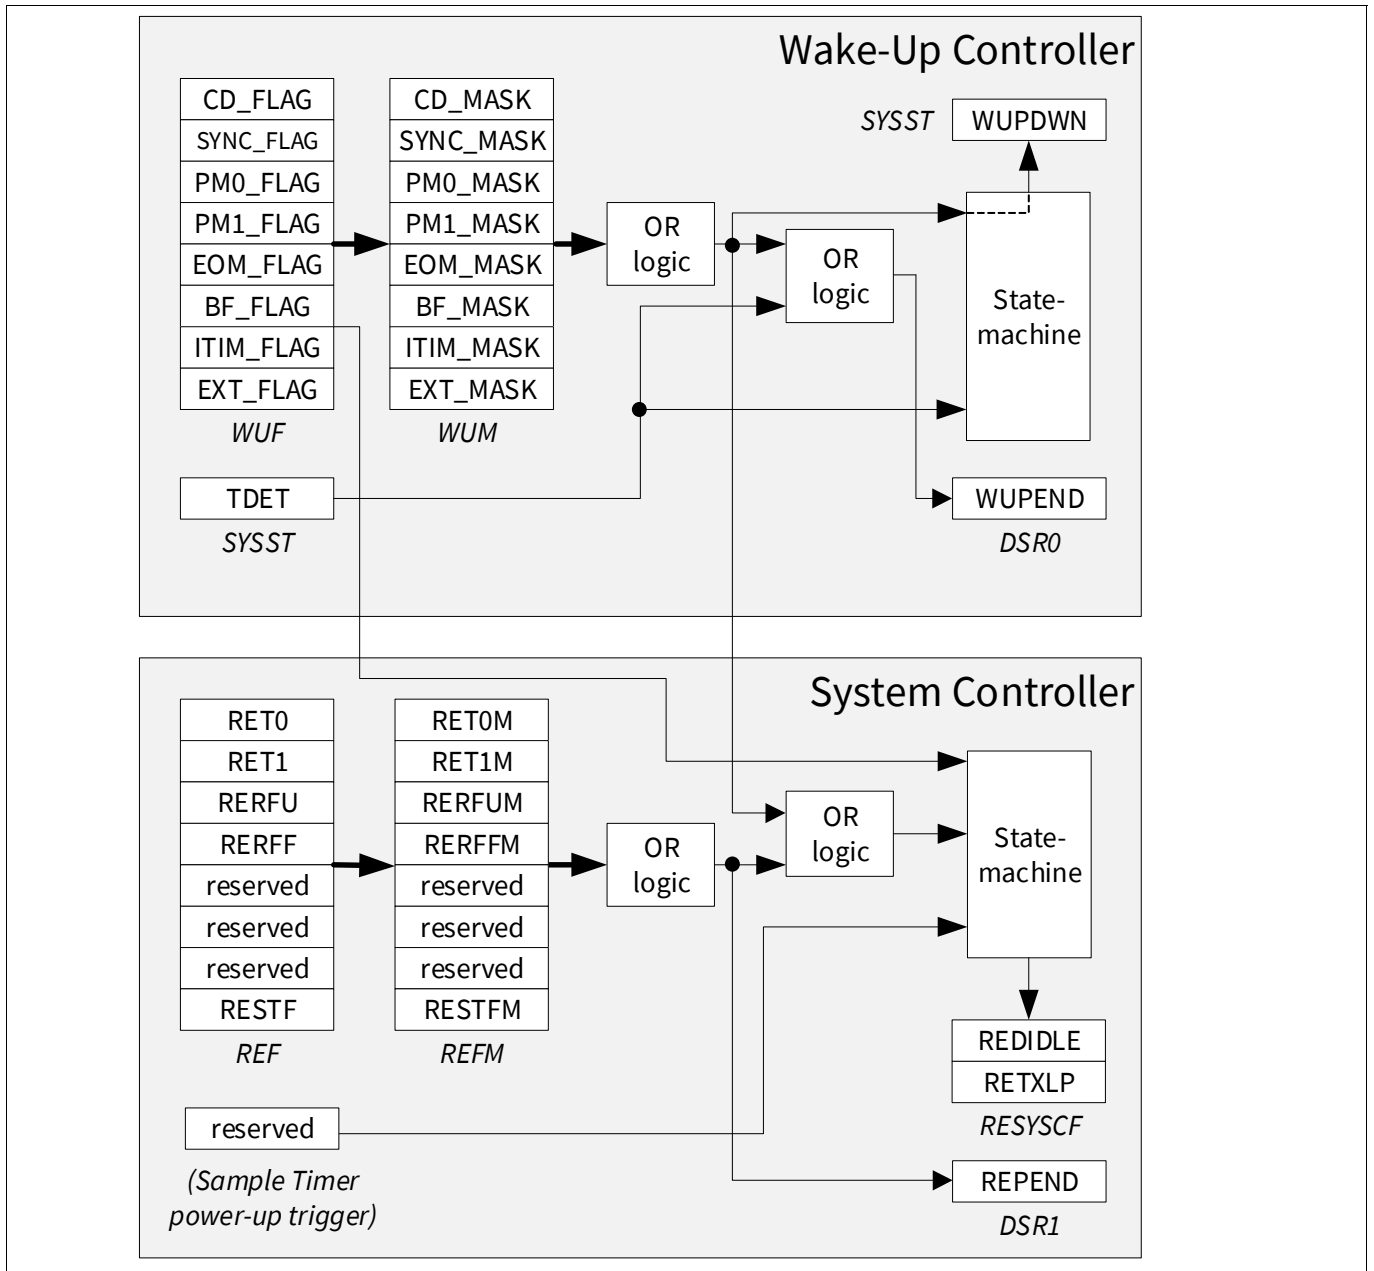 Wake-Up Controller
CD_FLAG
SYNC_FLAG
PM0_FLAG
PM1_FLAG
EOM_FLAG
BF_FLAG
ITIM_FLAG
EXT_FLAG
WUF
CD_MASK
SYNC_MASK
PM0_MASK
PM1_MASK
EOM_MASK
BF_MASK
ITIM_MASK
EXT_MASK
WUM
OR
logic
OR
logic
SYSST
WUPDWN
State-
machine
TDET
SYSST
WUPEND
DSR0
System Controller
RET0
RET1
RERFU
RERFF
reserved
reserved
reserved
RESTF
REF
RET0M
RET1M
RERFUM
RERFFM
reserved
reserved
reserved
RESTFM
REFM
OR
logic
OR
logic
State-
machine
REDIDLE
RETXLP
RESYSCF
reserved
(Sample Timer
power-up trigger)
REPEND
DSR1